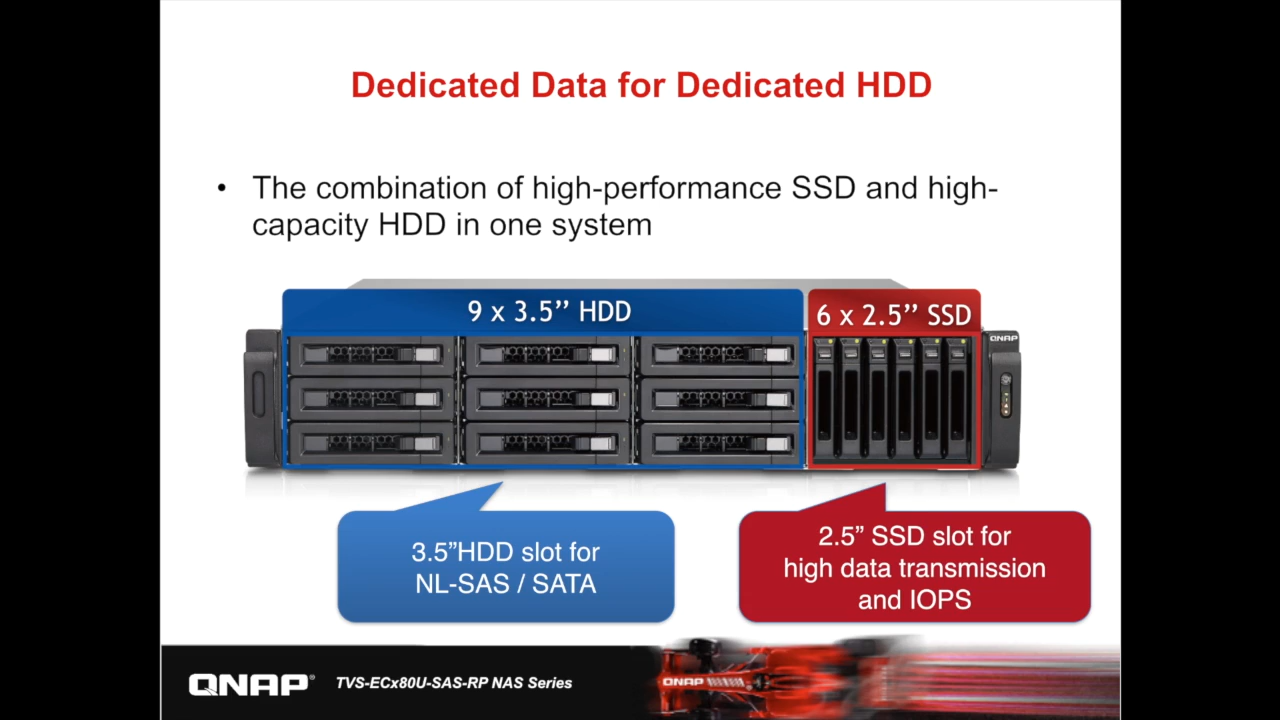 Dedicated Data for Dedicated HDD
• The combination of high-performance SSD and high-
capacity HDD in one system
9 x 3.5’’ HDD
6 x 2.5’’ SSD
QNAP
3.5”HDD slot for
NL-SAS / SATA
2.5” SSD slot for
high data transmission
and IOPS
QNAP® TVS-ECx80U-SAS-RP NAS Series
QNAP